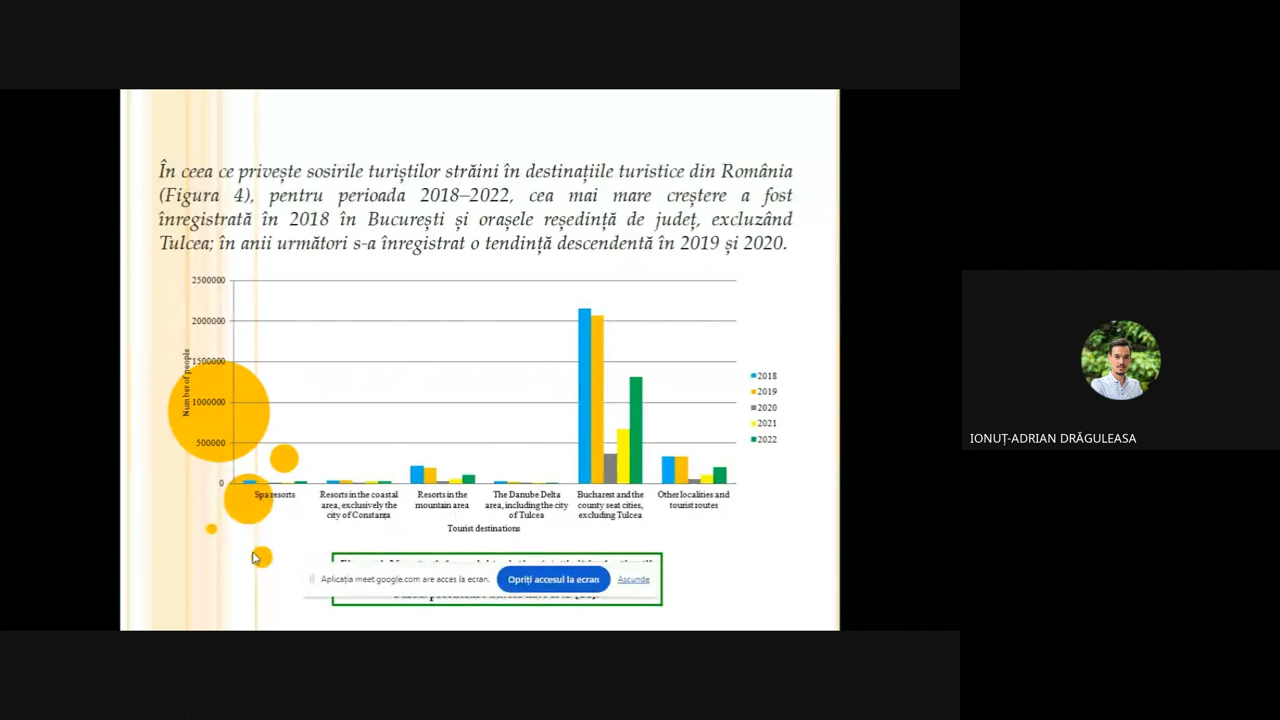 În ceea ce privește sosirile turiștilor străini în destinațiile turistice din România
(Figura 4), pentru perioada 2018–2022, cea mai mare creștere a fost
înregistrată în 2018 în București și orașele reședință de județ, excluzând
Tulcea; în anii următori s-a înregistrat o tendință descendentă în 2019 și 2020.
2500000
2000000
1500000
1000000
500000
0
Number of people
2018
2019
2020
2021
2022
Spa resorts
Resorts in the coastal
area, exclusively the
city of Constanța
Resorts in the
mountain area
The Danube Delta
area, including the city
of Tulcea
Bucharest and the
county seat cities,
excluding Tulcea
Other localities and
tourist routes
Tourist destinations
Aplicația meet.google.com are acces la ecran.
Opriți accesul la ecran
Ascunde
IONUȚ-ADRIAN DRĂGULEASA